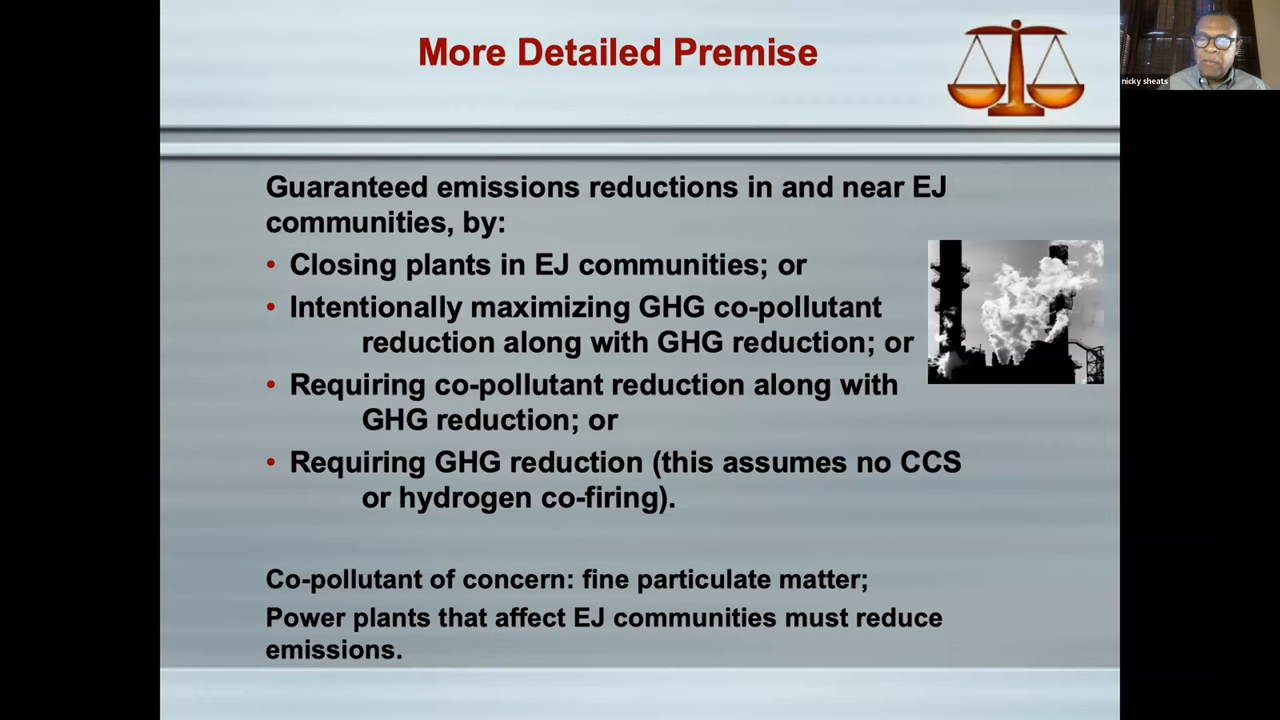 More Detailed Premise
nicky sheats
Guaranteed emissions reductions in and near EJ
communities, by:
• Closing plants in EJ communities; or
• Intentionally maximizing GHG co-pollutant
reduction along with GHG reduction; or
• Requiring co-pollutant reduction along with
GHG reduction; or
• Requiring GHG reduction (this assumes no CCS
or hydrogen co-firing).
Co-pollutant of concern: fine particulate matter;
Power plants that affect EJ communities must reduce
emissions.